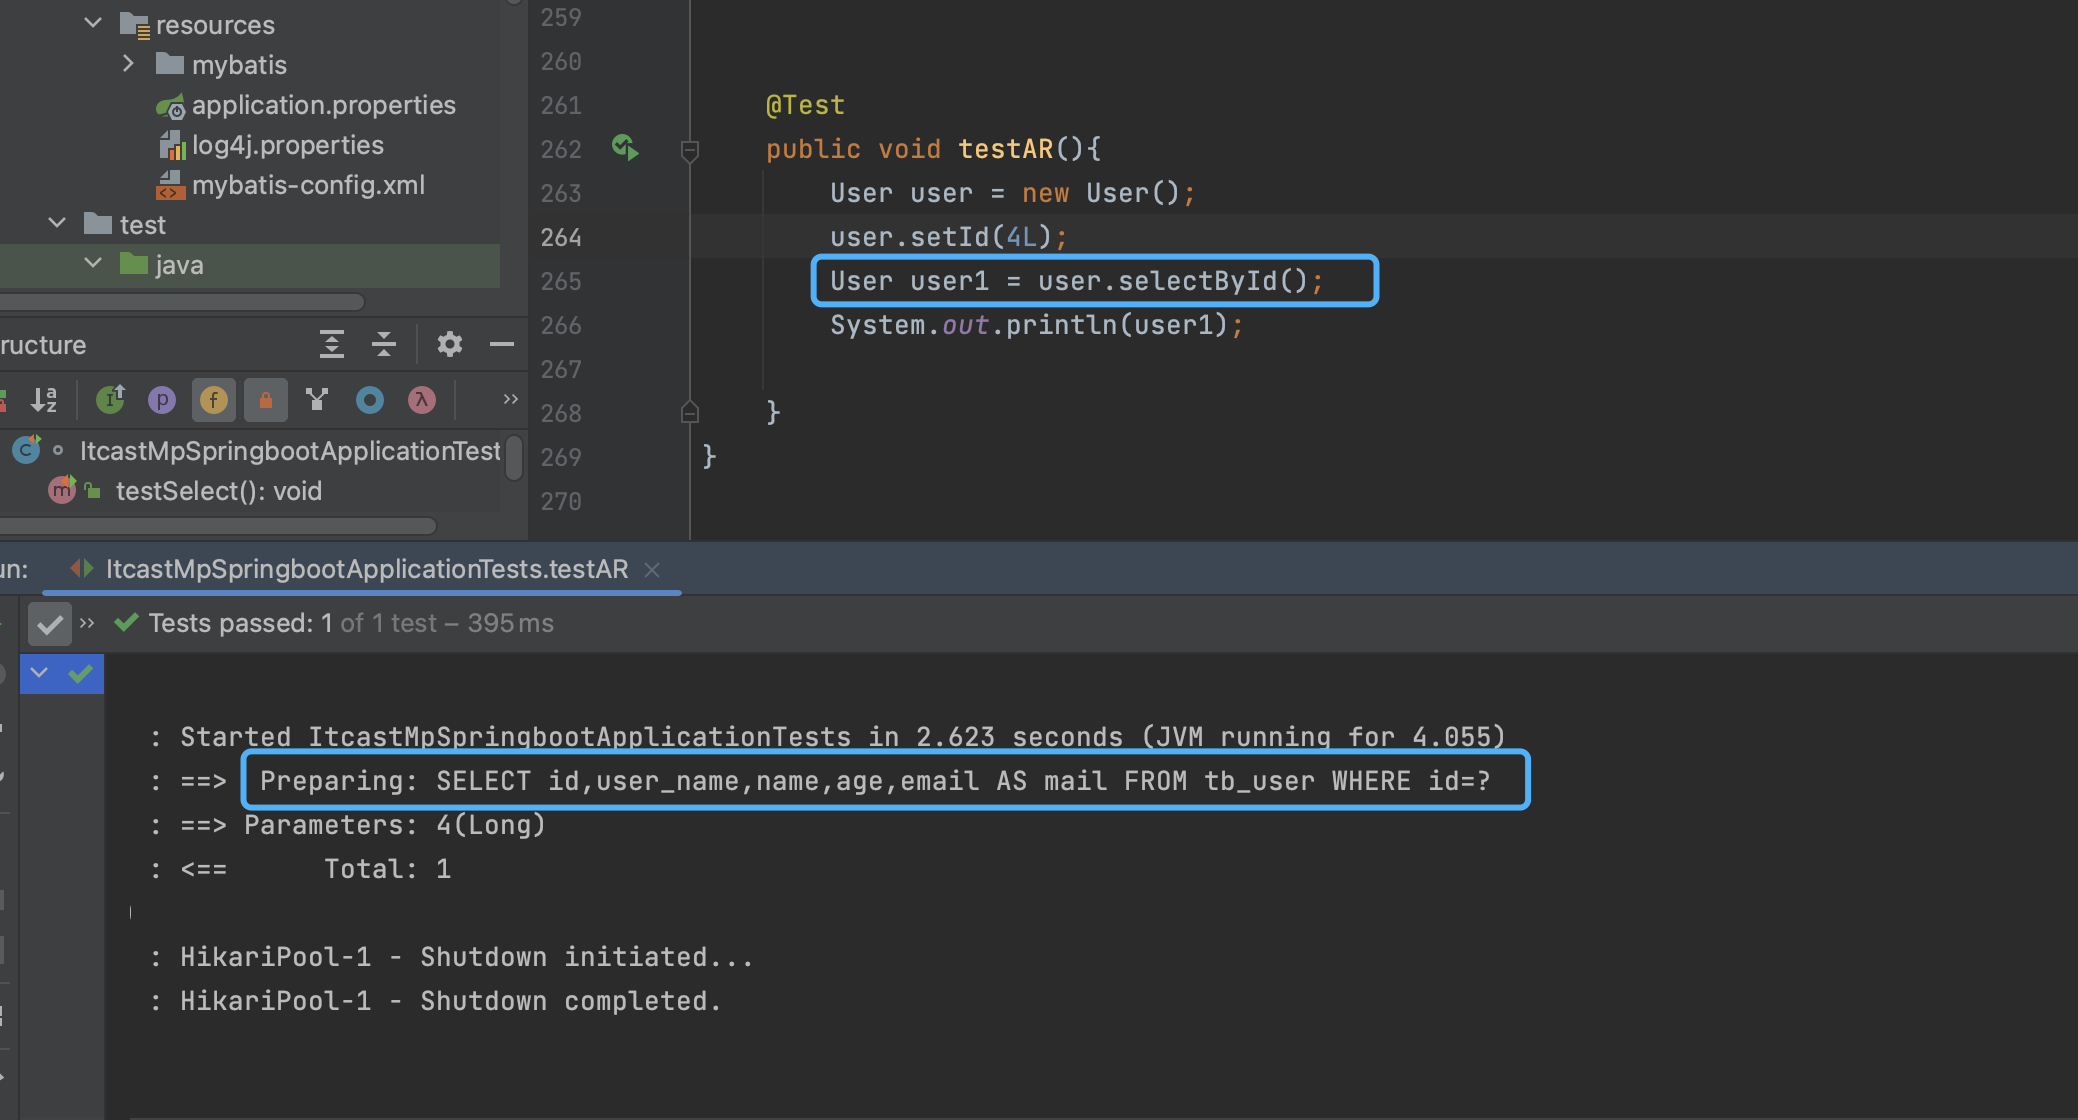 resources
mybatis
application.properties
log4j.properties
mybatis-config.xml
test
java
ructure
ItcastMpSpringbootApplicationTest
testSelect(): void
259
260
261 @Test
262 public void testAR(){
263 User user = new User();
264 user.setId(4L);
265 User user1 = user.selectById();
266 System.out.println(user1);
267
268 }
269 }
270
un: ItcastMpSpringbootApplicationTests.testAR
Tests passed: 1 of 1 test – 395 ms
: Started ItcastMpSpringbootApplicationTests in 2.623 seconds (JVM running for 4.055)
: ==>  Preparing: SELECT id,user_name,name,age,email AS mail FROM tb_user WHERE id=?
: ==> Parameters: 4(Long)
: <==      Total: 1
: HikariPool-1 - Shutdown initiated...
: HikariPool-1 - Shutdown completed.